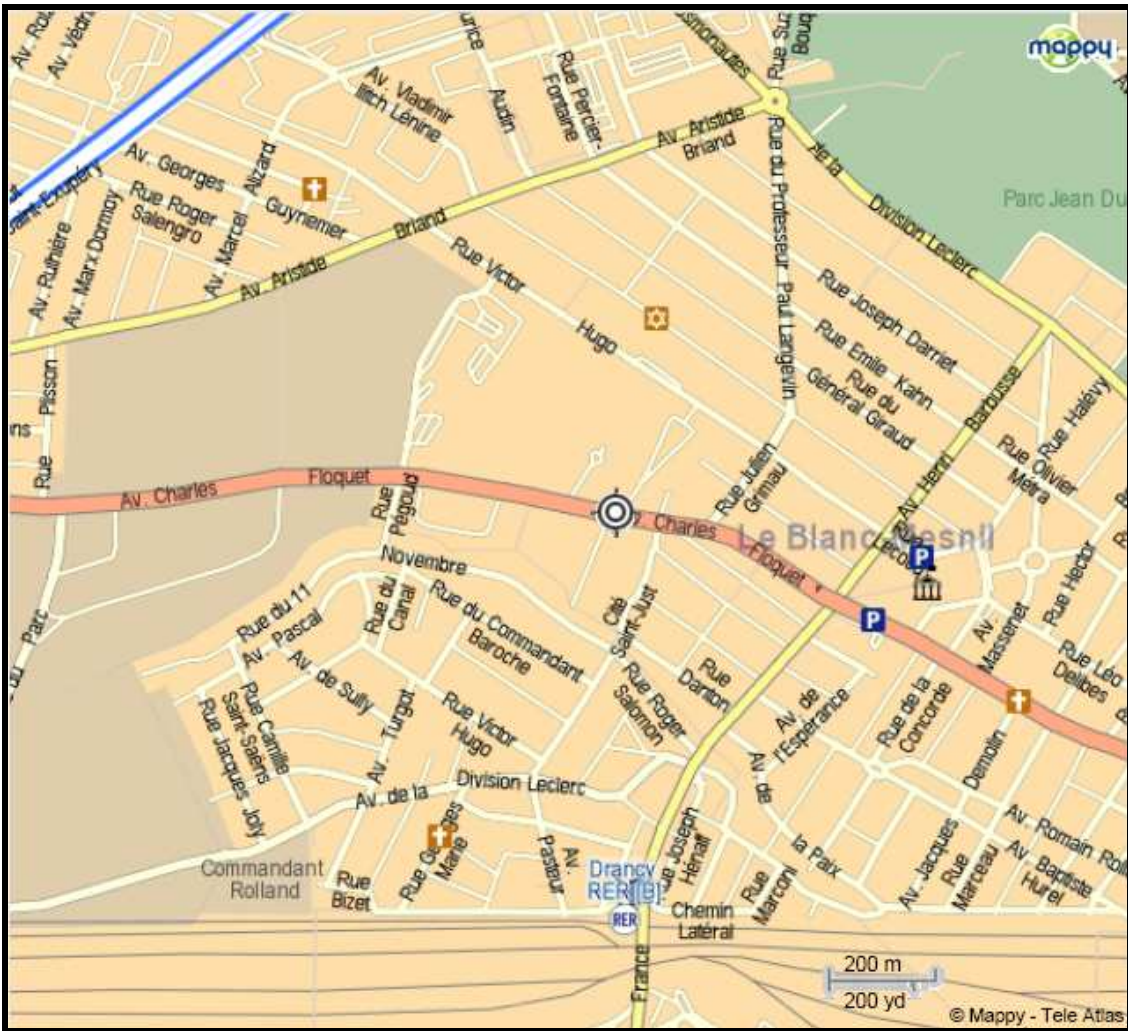 mappy
Av. Vladimir
Ilitch Lénine
Audin
Rue Percier-
Fontaine
Av. Aristide
Briand
de la
Division Leclerc
Parc Jean Du
Av. Georges
Guynemer
Rue Roger
Salengro
Av. Marcel
Alizard
Av. Rulhière
Av. Marx Dormoy
Av. Aristide
Briand
Rue Victor
Hugo
Rue du Professeur
Paul Langevin
Rue Joseph Darriet
Rue Emile Kahn
Rue du
Général Giraud
Av. Henri
Barbusse
Rue Halévy
Rue Olivier
Métra
Rue
Plisson
Av. Charles
Floquet
Rue
Pégoud
Rue Julien
Grimau
Charles
Floquet
Le Blanc Mesnil
P
P
Rue Hector
Av.
Massenet
Rue Léo
Delibes
Novembre
Rue du 11
Rue du
Canal
Rue du Commandant
Baroche
Cité
Saint-Just
Parc
Av. Pascal
Av. de Sully
Rue Camille
Saint-Saens
Rue Jacques Joly
Av. Turgot
Rue Victor
Hugo
Rue Roger
Salomon
Rue
Danton
Av. de
l'Espérance
Rue de la
Concorde
Demolin
Av. de la
Division Leclerc
Av. de
la Paix
Av. Romain Roll
Av. Baptiste
Hurel
Av. Jacques
Rue
Marceau
Commandant
Rolland
Rue
Bizet
Marie
Av.
Pasteur
Drancy
RER [B]
RER
Joseph
Hénaff
Rue
Marconi
Chemin
Latéral
France
200 m
200 yd
© Mappy - Tele Atlas